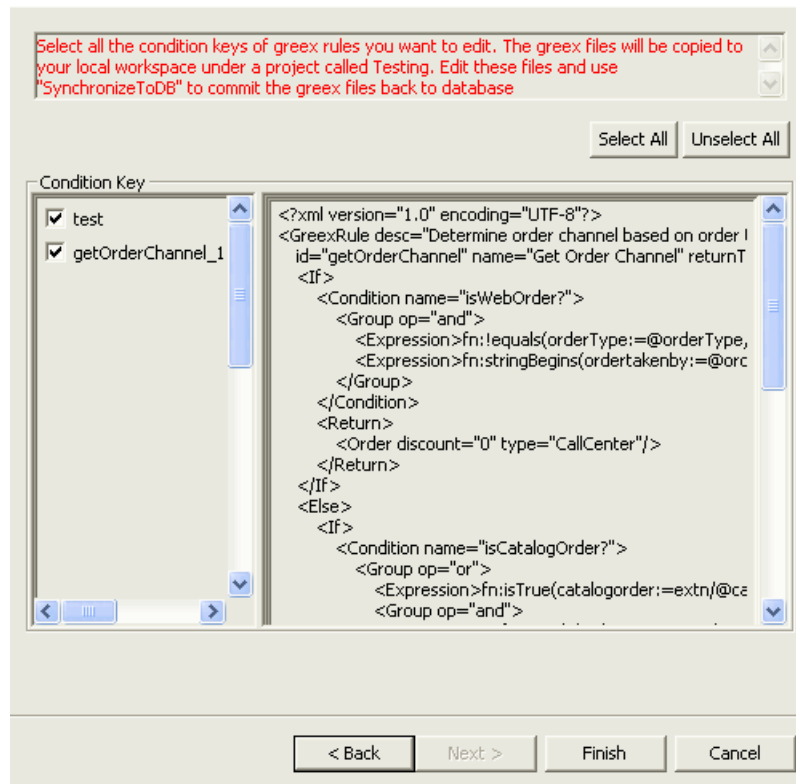 Select all the condition keys of greex rules you want to edit. The greex files will be copied to
your local workspace under a project called Testing. Edit these files and use
"SynchronizeToDB" to commit the greex files back to database
Select All Unselect All
Condition Key
test
getOrderChannel_1
<?xml version="1.0" encoding="UTF-8"?>
<GreexRule desc="Determine order channel based on order
id="getOrderChannel" name="Get Order Channel" returnT
<If>
<Condition name="isWebOrder?">
<Group op="and">
<Expression>fn:!equals(orderType:=@orderType,
<Expression>fn:stringBegins(ordertakenby:=@orc
</Group>
</Condition>
<Return>
<Order discount="0" type="CallCenter"/>
</Return>
</If>
<Else>
<If>
<Condition name="isCatalogOrder?">
<Group op="or">
<Expression>fn:isTrue(catalogorder:=extn/@ca
<Group op="and">
< Back Next > Finish Cancel